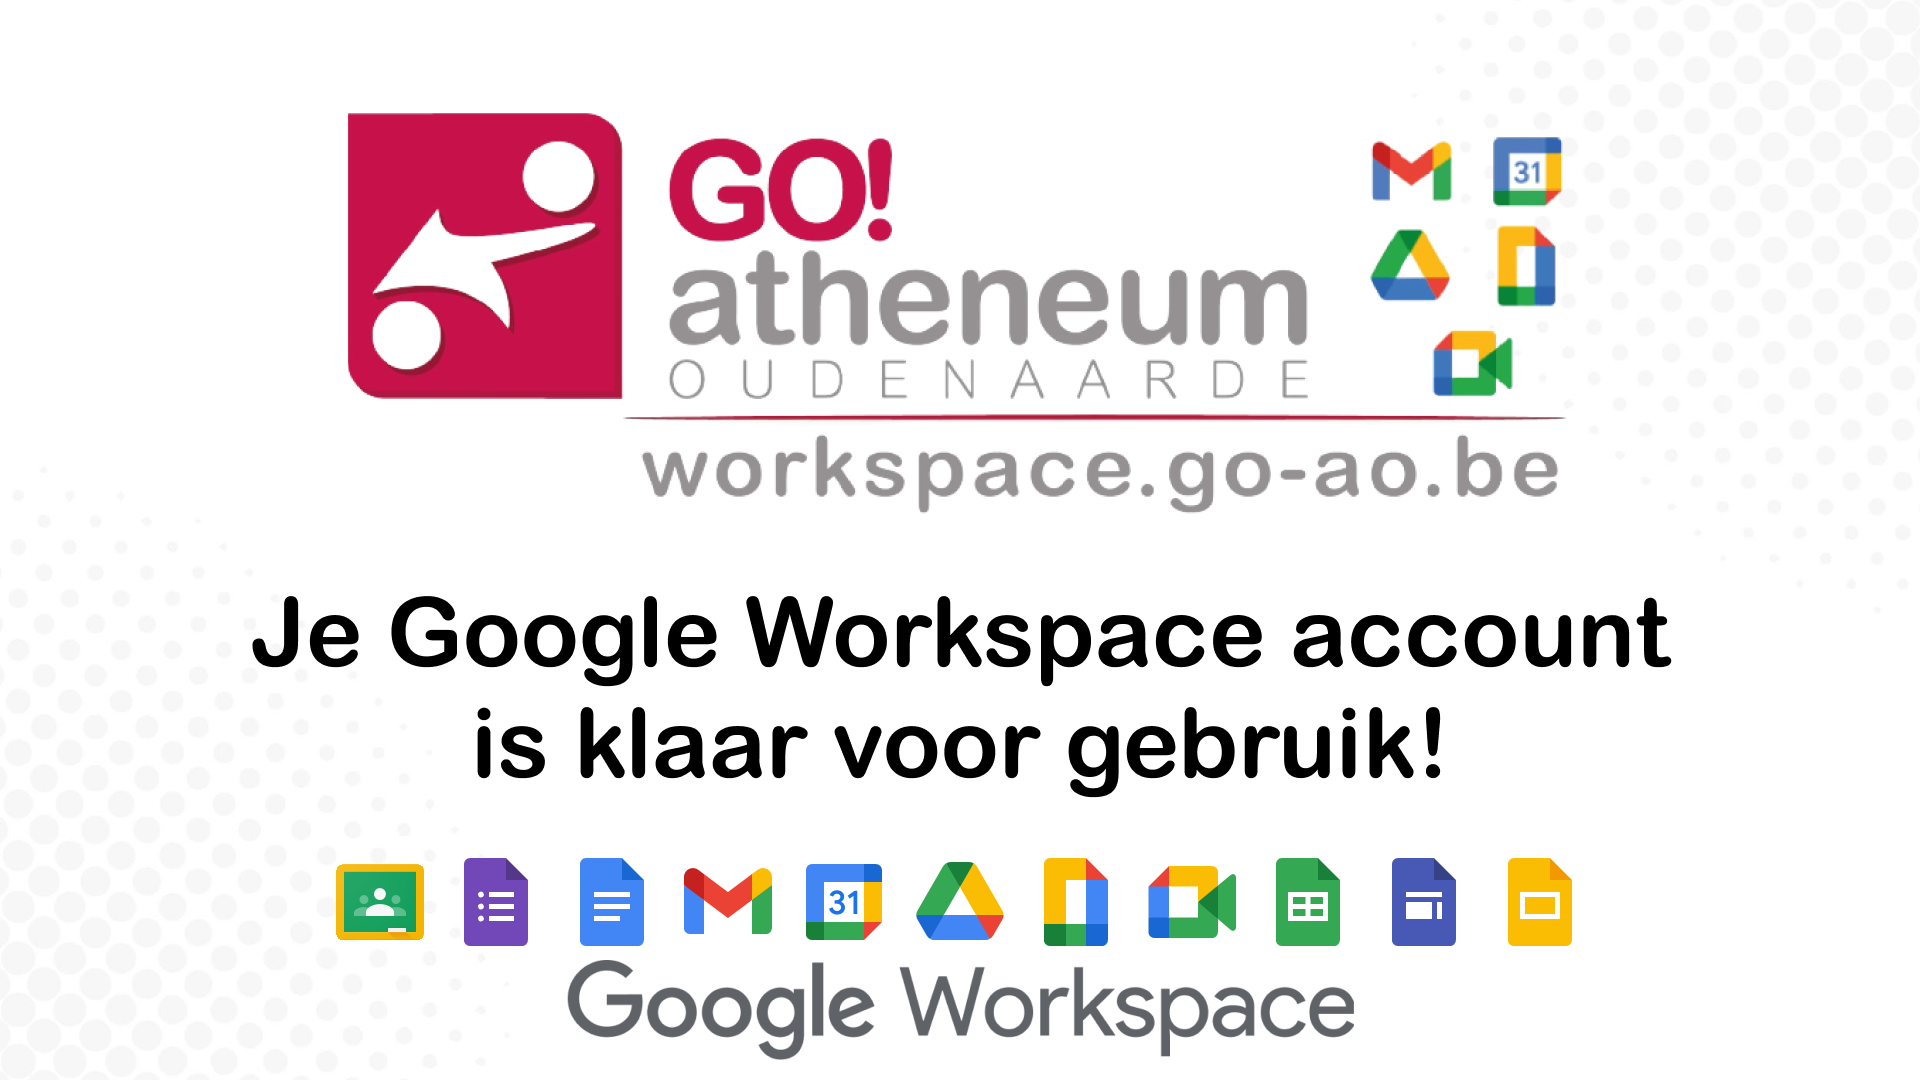 GO!
atheneum
OUDENAARDE
31
workspace.go-ao.be
Je Google Workspace account
is klaar voor gebruik!
31
Google Workspace